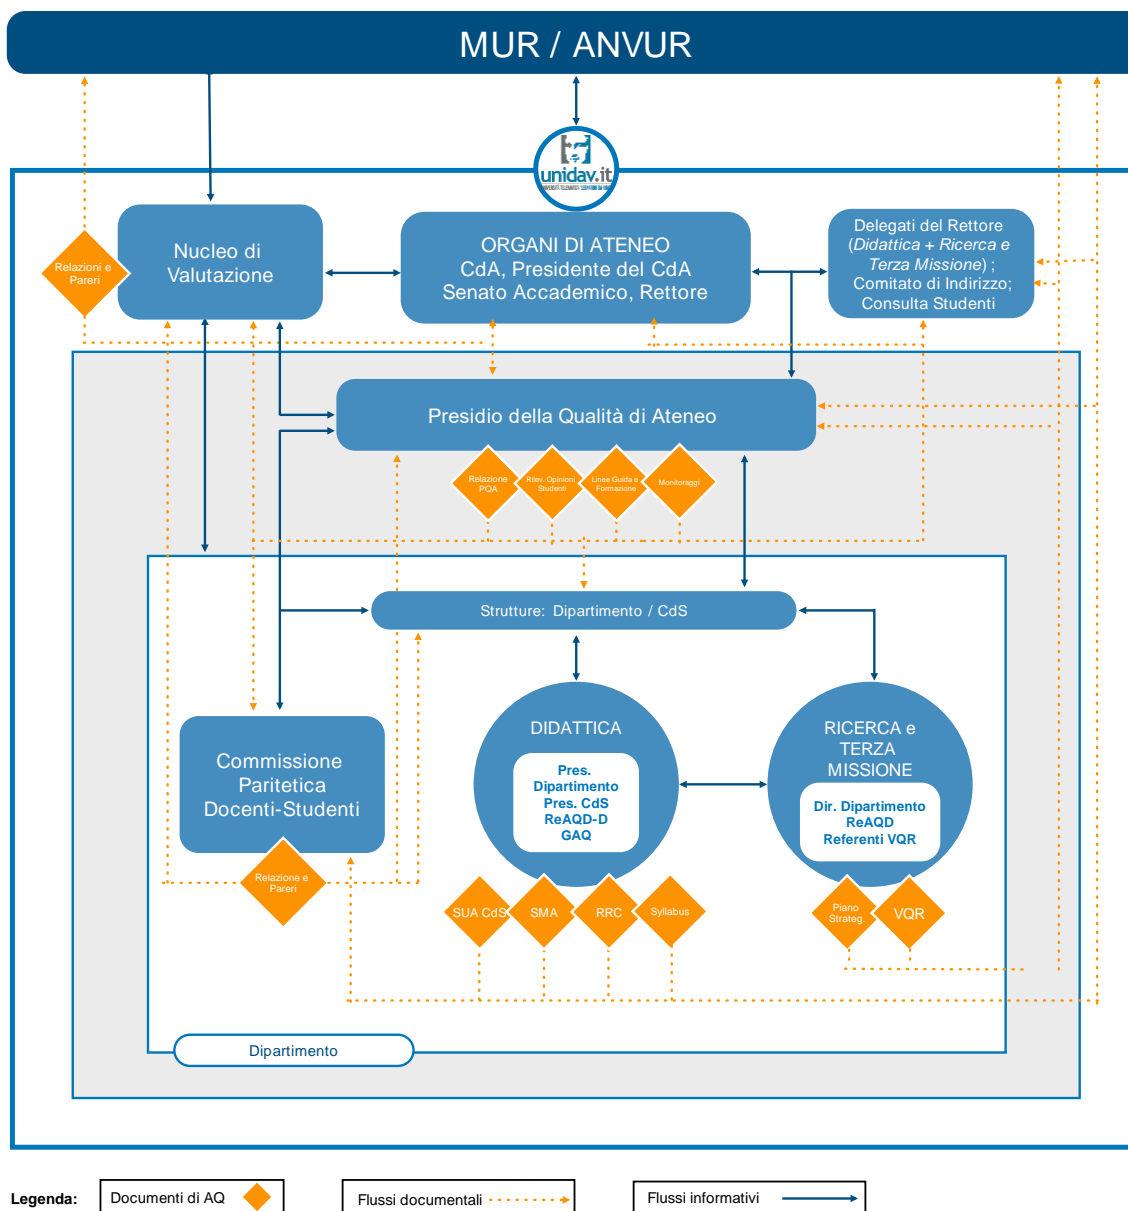 MUR / ANVUR
unidav.it
Nucleo di
Valutazione
ORGANI DI ATENEO
CdA, Presidente del CdA
Senato Accademico, Rettore
Delegati del Rettore
(Didattica + Ricerca e
Terza Missione) ;
Comitato di Indirizzo;
Consulta Studenti
Relazioni e
Pareri
Presidio della Qualità di Ateneo
Relazione
PQA
Rilev. Opinioni
Studenti
Linee Guida e
Formazione
Monitoraggi
Strutture: Dipartimento / CdS
Commissione
Paritetica
Docenti-Studenti
Relazione e
Pareri
DIDATTICA
Pres.
Dipartimento
Pres. CdS
ReAQD-D
GAQ
RICERCA e
TERZA
MISSIONE
Dir. Dipartimento
ReAQD
Referenti VQR
SUA CdS
SMA
RRC
Syllabus
Piano
Strateg.
VQR
Dipartimento
Legenda:
Documenti di AQ
Flussi documentali
Flussi informativi